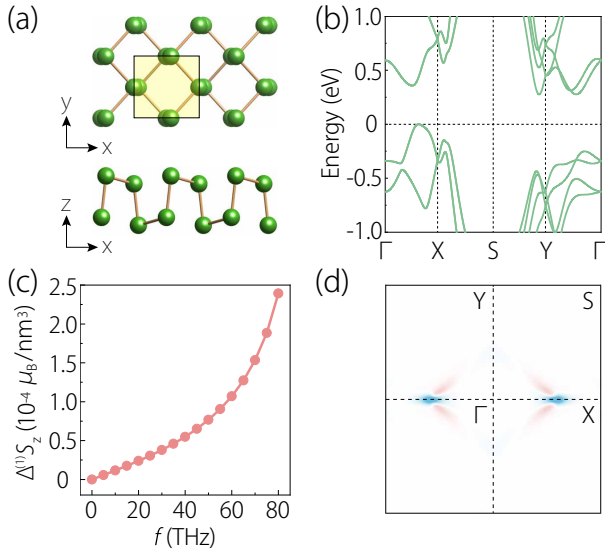 (a)
y
x
z
x
(b)
Energy (eV)
1.0
0.5
0
-0.5
-1.0
Γ X S Y Γ
(c)
Δ⁽¹⁾S_z (10⁻⁴ μ_B/nm³)
2.5
2.0
1.5
1.0
0.5
0
0 20 40 60 80
f (THz)
(d)
Y S
Γ X